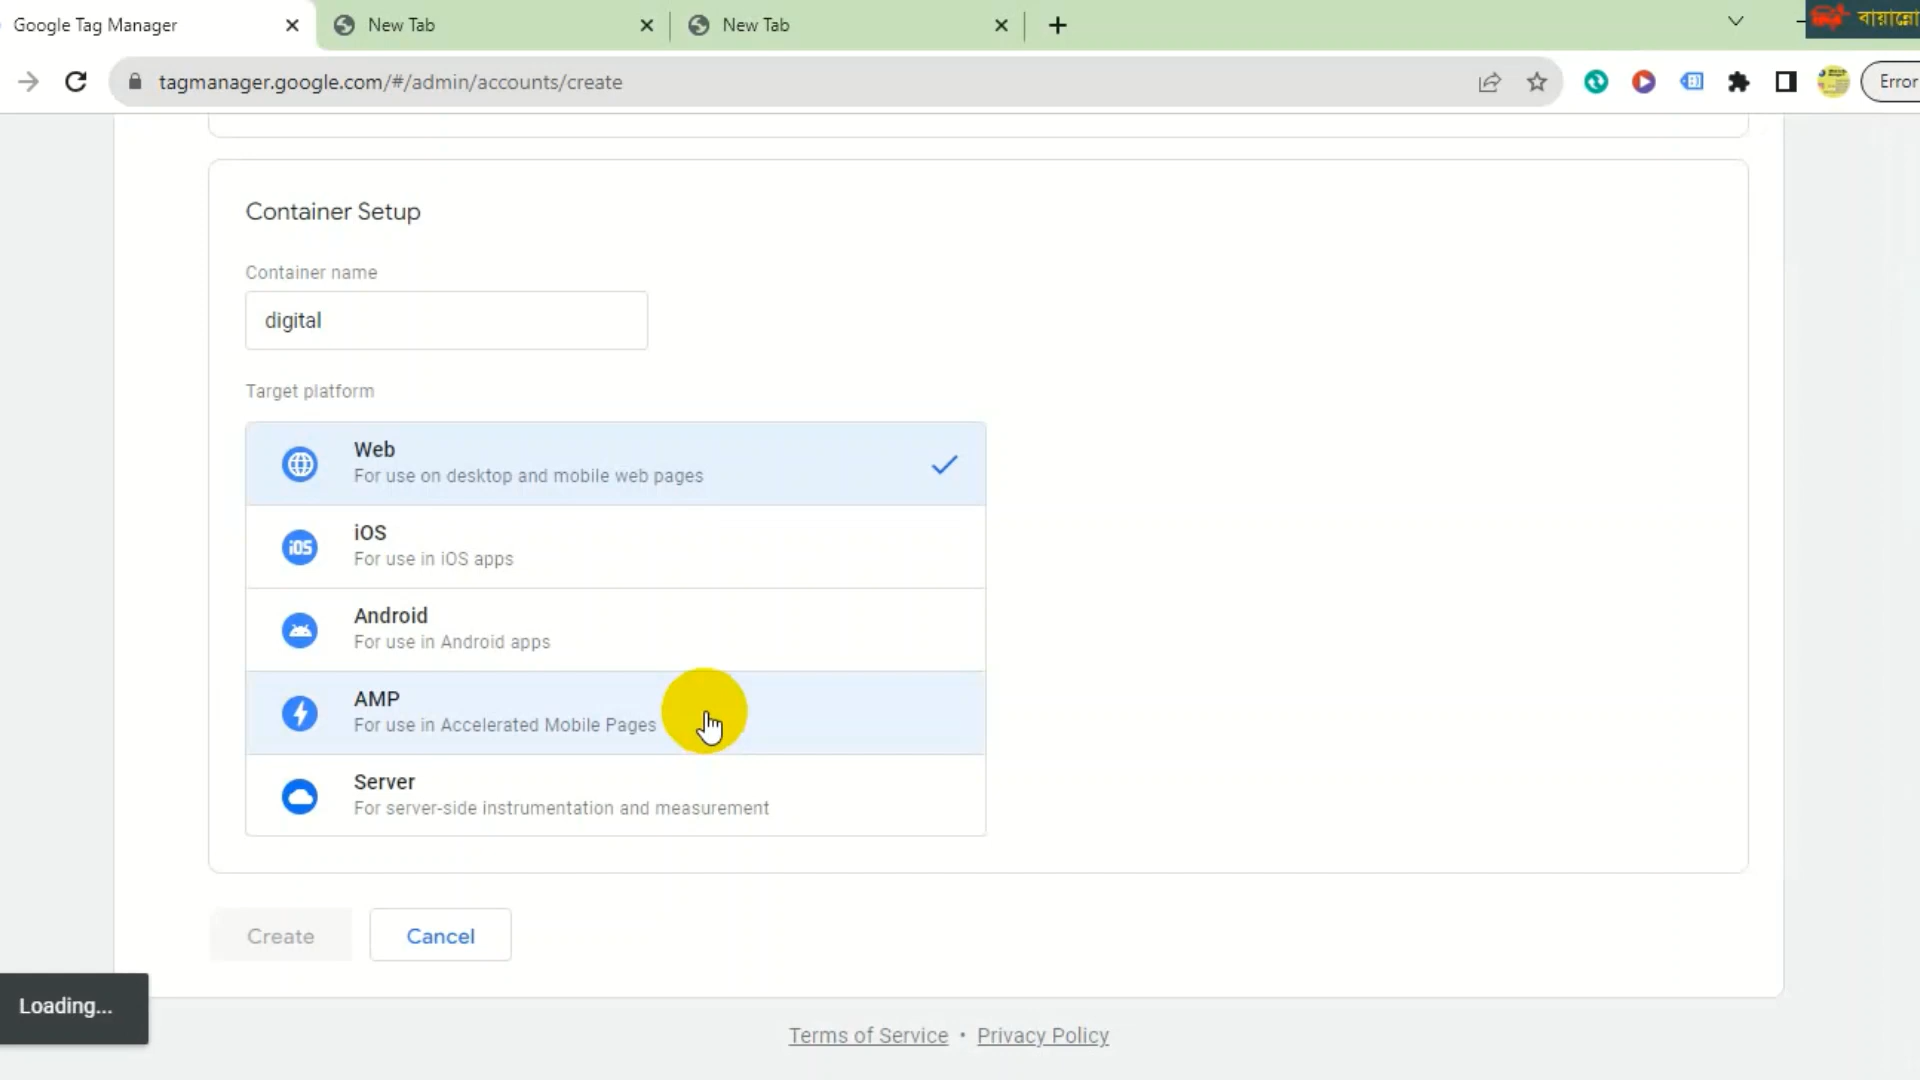 Google Tag Manager
New Tab
New Tab
বায়ান্নো
tagmanager.google.com/#/admin/accounts/create
Error
Container Setup
Container name
digital
Target platform
Web
For use on desktop and mobile web pages
iOS
iOS
For use in iOS apps
Android
For use in Android apps
AMP
For use in Accelerated Mobile Pages
Server
For server-side instrumentation and measurement
Create
Cancel
Loading...
Terms of Service • Privacy Policy